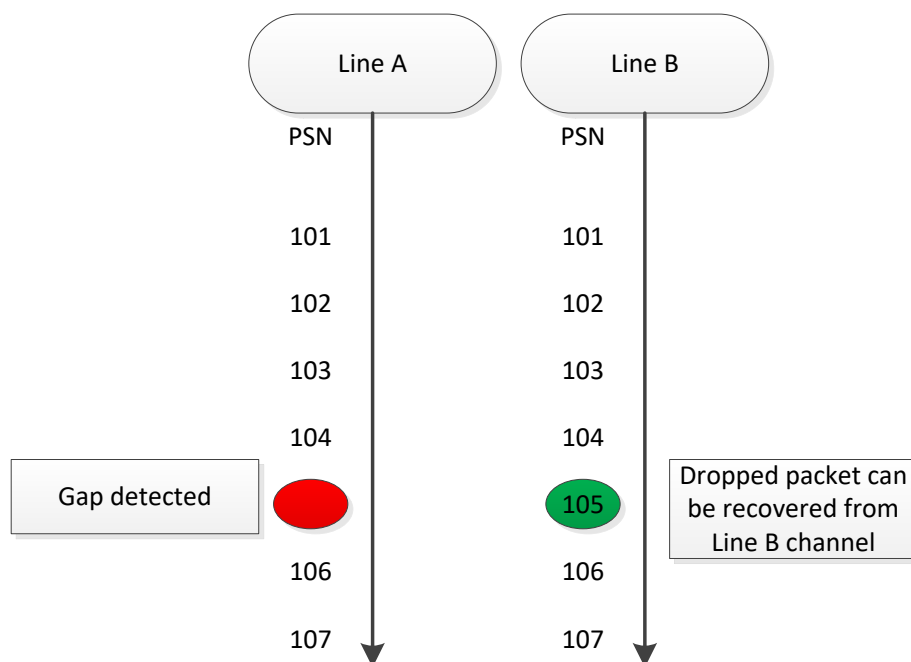 Line A
Line B
PSN
PSN
101
101
102
102
103
103
104
104
Gap detected
105
Dropped packet can
be recovered from
Line B channel
106
106
107
107